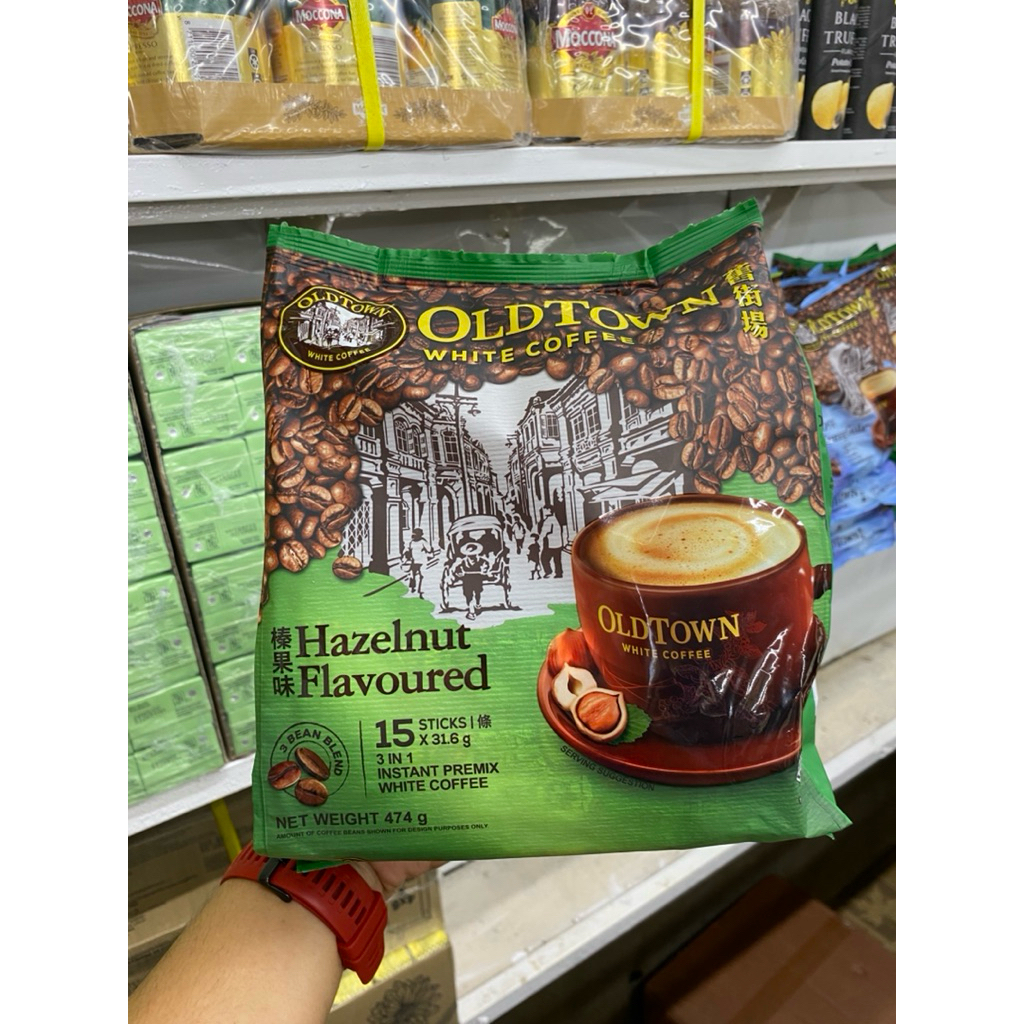 MOCCONA
MOCCONA
OLDTOWN
WHITE COFFEE
OLDTOWN
WHITE COFFEE
舊街場
OLDTOWN
WHITE COFFEE
榛果味
Hazelnut
Flavoured
3 BEAN BLEND
15 STICKS | 條
X 31.6 g
3 IN 1
INSTANT PREMIX
WHITE COFFEE
SERVING SUGGESTION
NET WEIGHT 474 g
AMOUNT OF COFFEE BEANS SHOWN FOR DESIGN PURPOSES ONLY